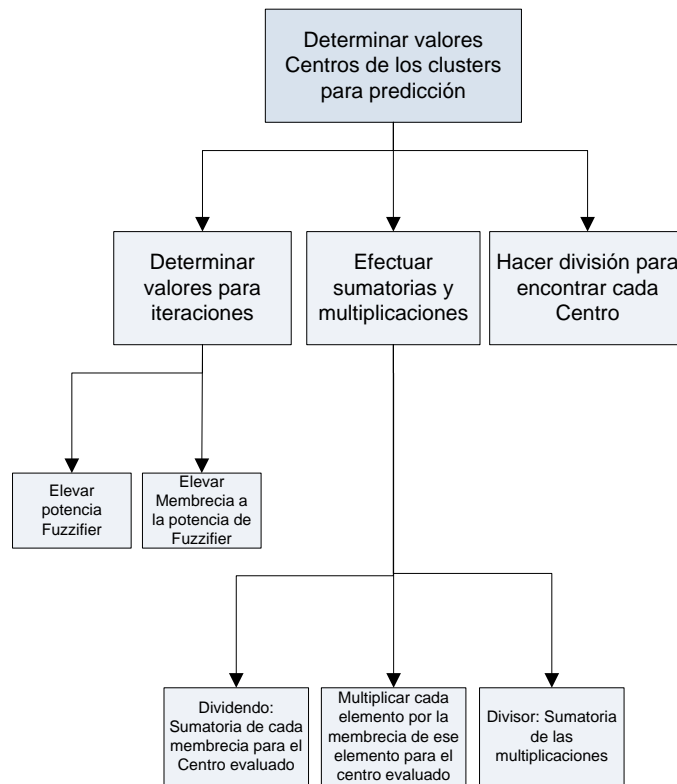 Determinar valores
Centros de los clusters
para predicción
Determinar
valores para
iteraciones
Efectuar
sumatorias y
multiplicaciones
Hacer división para
encontrar cada
Centro
Elevar
potencia
Fuzzifier
Elevar
Membrecia a
la potencia de
Fuzzifier
Dividendo:
Sumatoria de cada
membrecia para el
Centro evaluado
Multiplicar cada
elemento por la
membrecia de ese
elemento para el
centro evaluado
Divisor: Sumatoria
de las
multiplicaciones